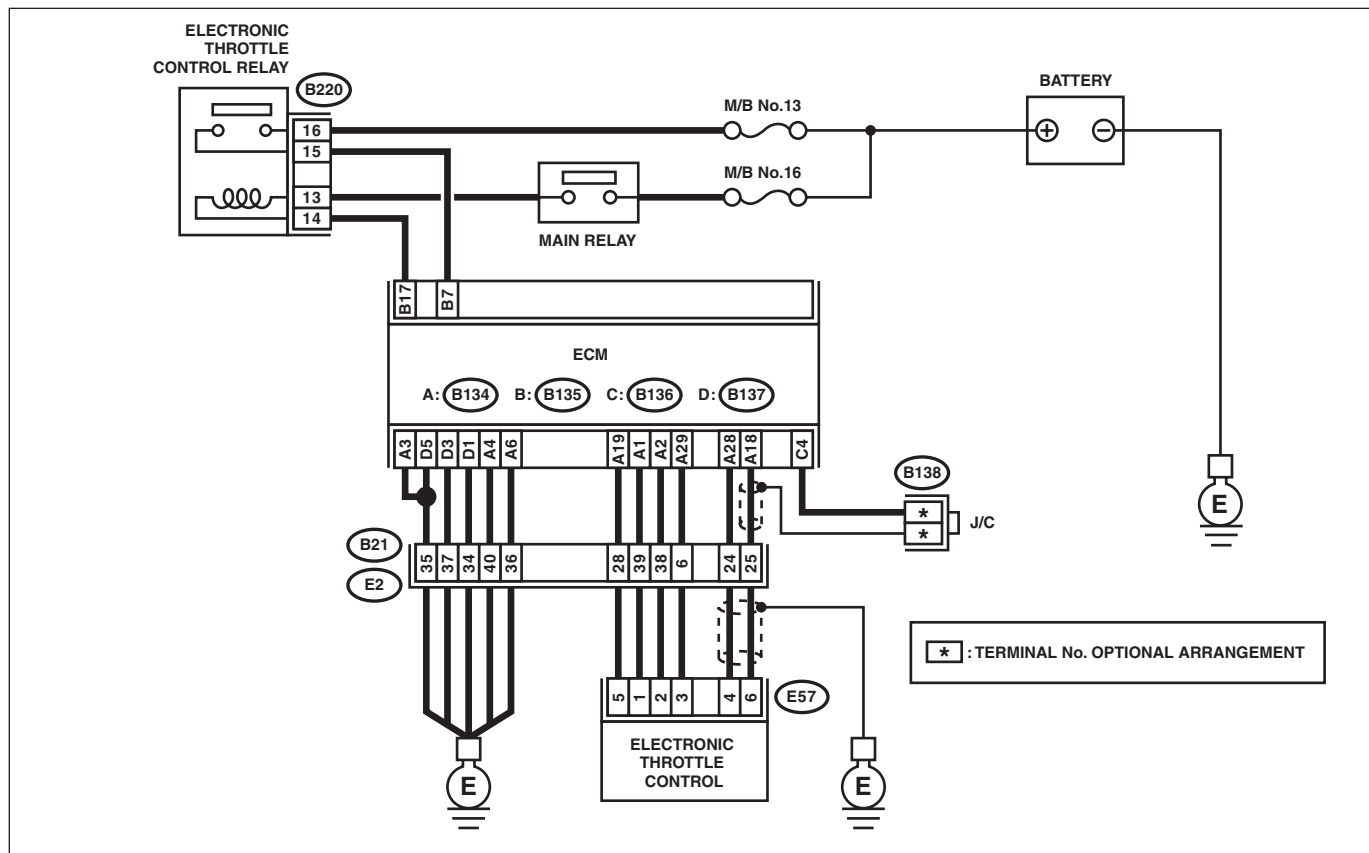 ELECTRONIC
THROTTLE
CONTROL RELAY
B220
16
15
13
14
M/B No.13
M/B No.16
MAIN RELAY
BATTERY
+ −
E
B17 B7
ECM
A: B134 B: B135 C: B136 D: B137
A3 D5 D3 D1 A4 A6 A19 A1 A2 A29 A28 A18 C4
B138
*
*
J/C
B21
E2
35 37 34 40 36 28 39 38 6 24 25
* : TERMINAL No. OPTIONAL ARRANGEMENT
5 1 2 3 4 6
E57
ELECTRONIC
THROTTLE
CONTROL
E
E